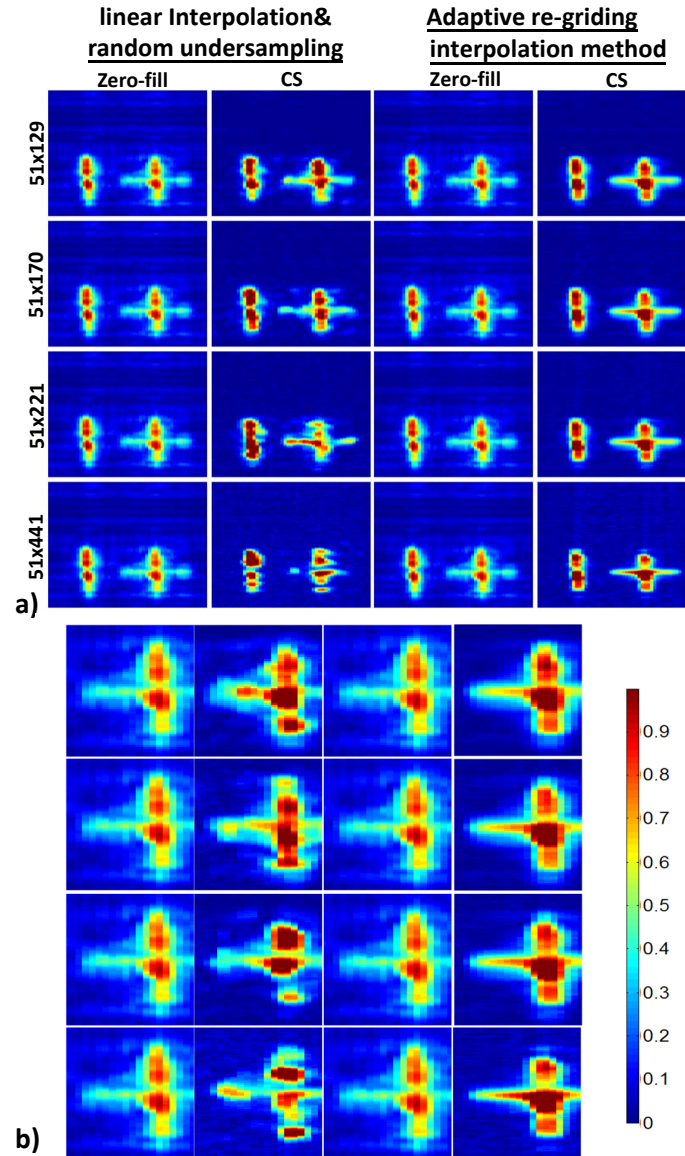 linear Interpolation&
random undersampling
Adaptive re-griding
interpolation method
Zero-fill
CS
Zero-fill
CS
51x129
51x170
51x221
51x441
a)
b)
0.9
0.8
0.7
0.6
0.5
0.4
0.3
0.2
0.1
0